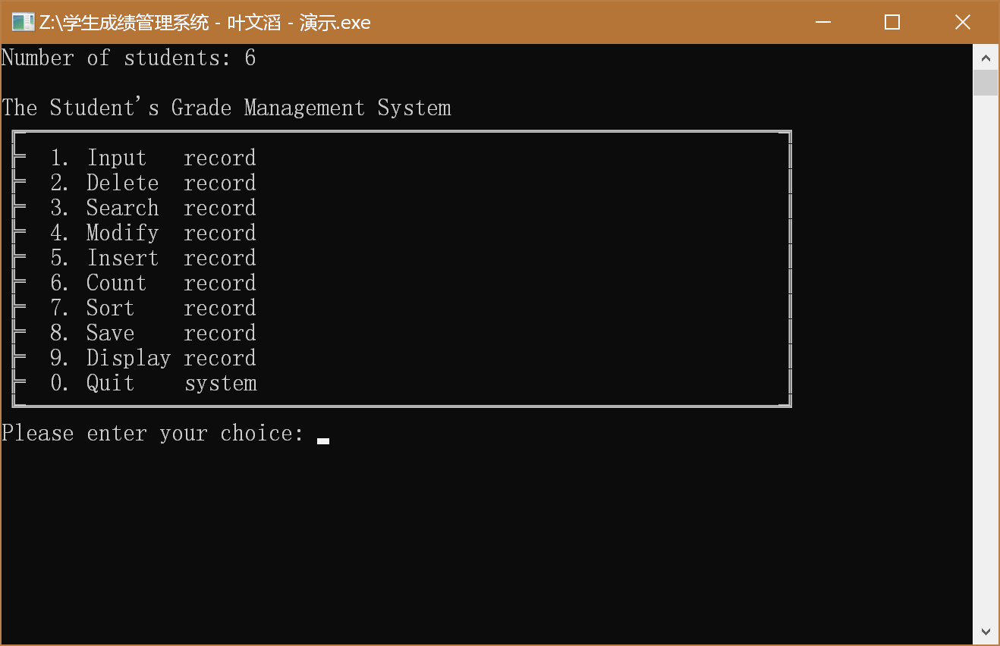 Z:\学生成绩管理系统 - 叶文滔 - 演示.exe
Number of students: 6
The Student's Grade Management System
1. Input   record
2. Delete  record
3. Search  record
4. Modify  record
5. Insert  record
6. Count   record
7. Sort    record
8. Save    record
9. Display record
0. Quit    system
Please enter your choice: